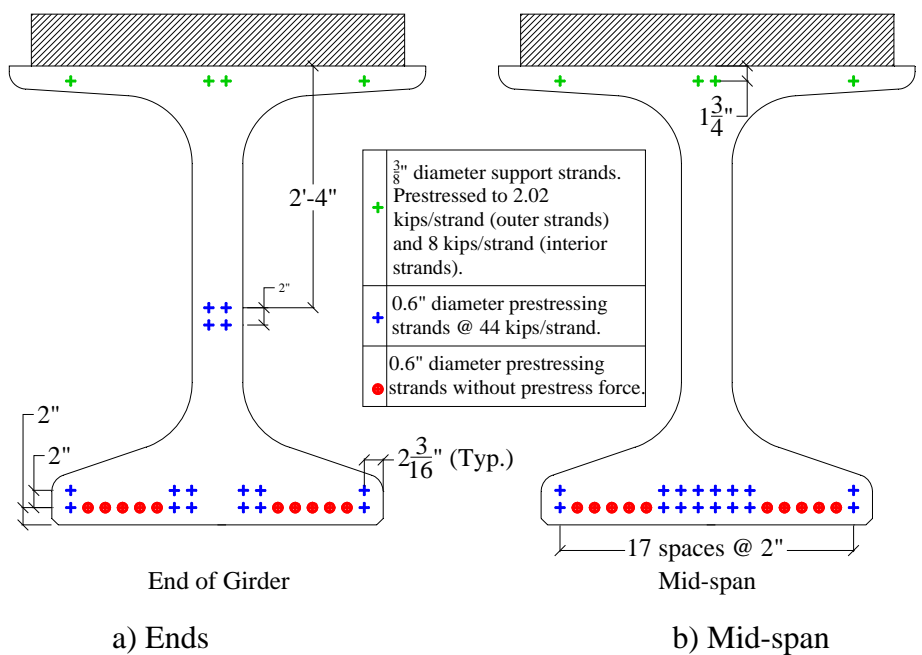 1 3/4"
2'-4"
3/8" diameter support strands.
Prestressed to 2.02
kips/strand (outer strands)
and 8 kips/strand (interior
strands).
2"
0.6" diameter prestressing
strands @ 44 kips/strand.
0.6" diameter prestressing
strands without prestress force.
2"
2"
2 3/16" (Typ.)
17 spaces @ 2"
End of Girder
Mid-span
a) Ends
b) Mid-span